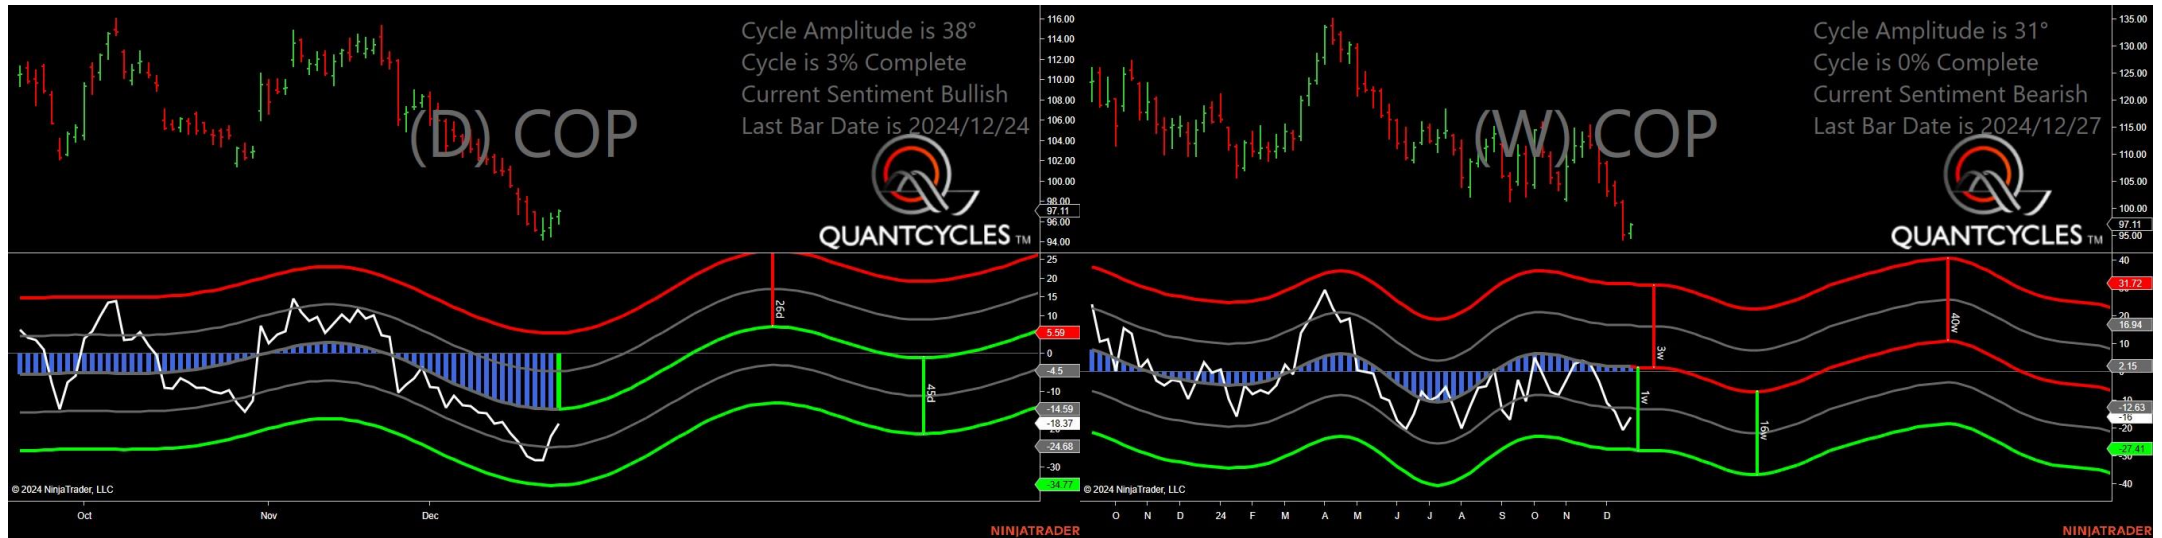 Cycle Amplitude is 38°
Cycle is 3% Complete
Current Sentiment Bullish
Last Bar Date is 2024/12/24
(D) COP
QUANTCYCLES TM
116.00
114.00
112.00
110.00
108.00
106.00
104.00
102.00
100.00
98.00
97.11
96.00
94.00
25
20
15
10
5.59
0
-4.5
-10
-14.59
-18.37
-24.68
-30
-34.77
26d
45d
© 2024 NinjaTrader, LLC
Oct
Nov
Dec
NINJATRADER
Cycle Amplitude is 31°
Cycle is 0% Complete
Current Sentiment Bearish
Last Bar Date is 2024/12/27
(W) COP
QUANTCYCLES TM
135.00
130.00
125.00
120.00
115.00
110.00
105.00
100.00
97.11
95.00
40
31.72
20
16.94
10
2.15
-10
-12.63
-16
-20
-27.41
-30
-40
3w
1w
16w
40w
© 2024 NinjaTrader, LLC
O N D 24 F M A M J J A S O N D
NINJATRADER